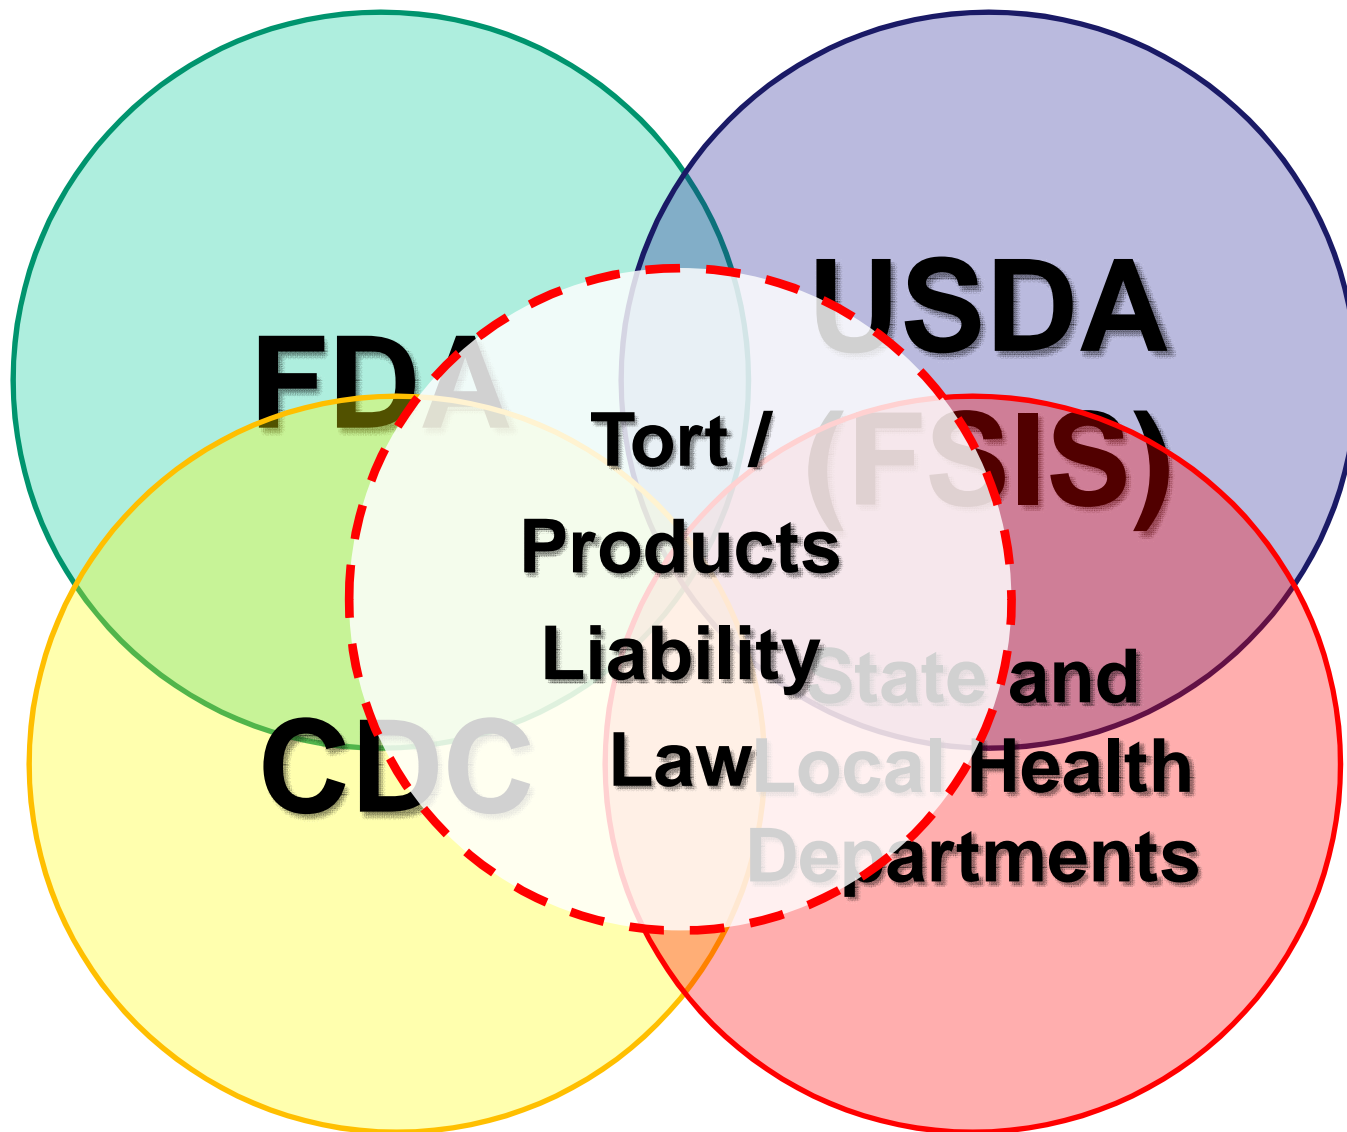 FDA
USDA
(FSIS)
Tort /
Products
Liability
Law
CDC
State and
Local Health
Departments